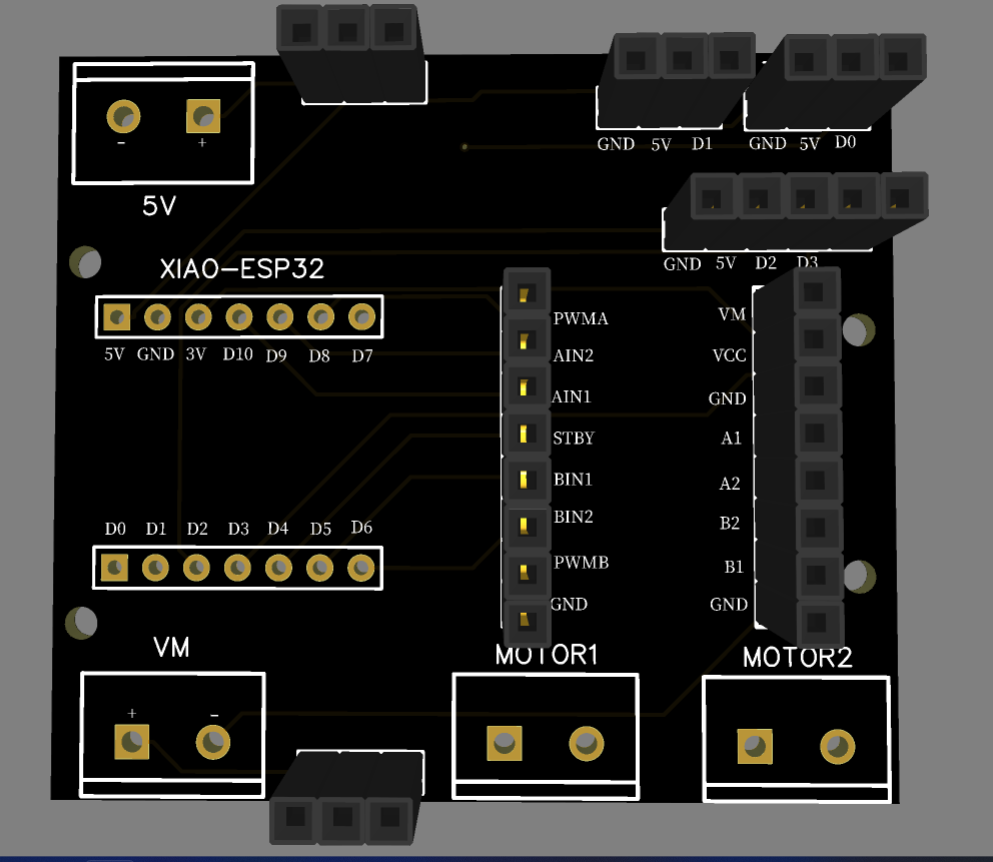 GND 5V D1 GND 5V D0
- +
5V
GND 5V D2 D3
XIAO-ESP32
5V GND 3V D10 D9 D8 D7
PWMA
AIN2
AIN1
STBY
BIN1
BIN2
PWMB
GND
VM
VCC
GND
A1
A2
B2
B1
GND
D0 D1 D2 D3 D4 D5 D6
VM
+ -
MOTOR1
MOTOR2